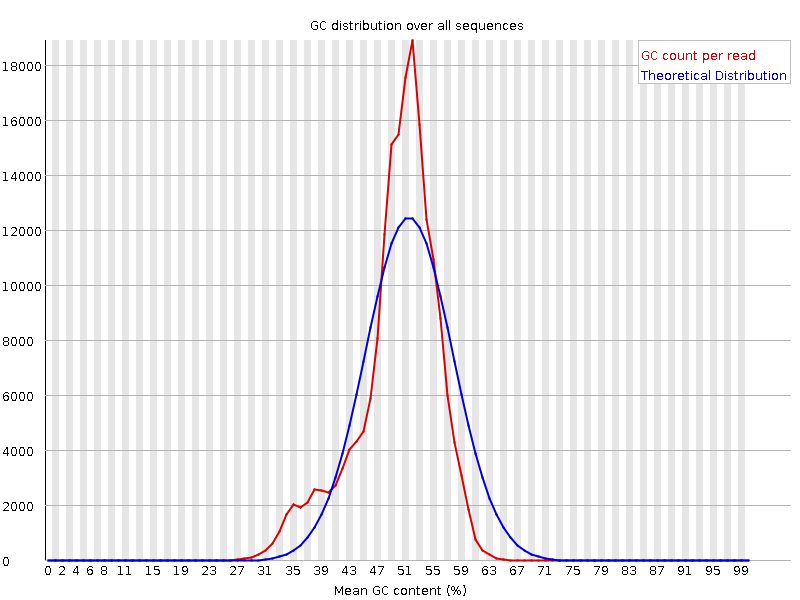 GC distribution over all sequences
GC count per read
Theoretical Distribution
18000
16000
14000
12000
10000
8000
6000
4000
2000
0
0 2 4 6 8 11 15 19 23 27 31 35 39 43 47 51 55 59 63 67 71 75 79 83 87 91 95 99
Mean GC content (%)